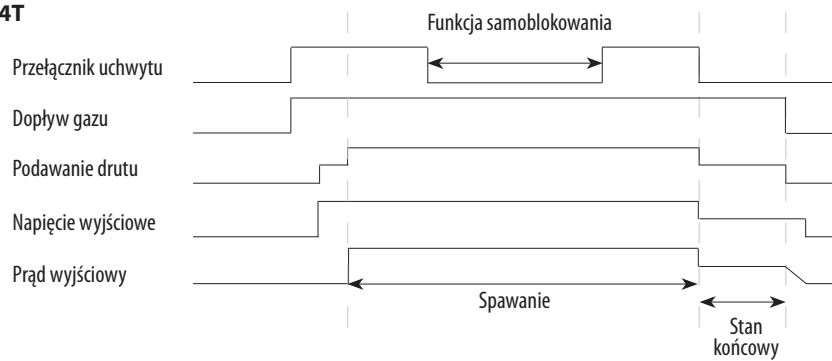 4T
Funkcja samoblokowania
Przełącznik uchwytu
Dopływ gazu
Podawanie drutu
Napięcie wyjściowe
Prąd wyjściowy
Spawanie
Stan
końcowy